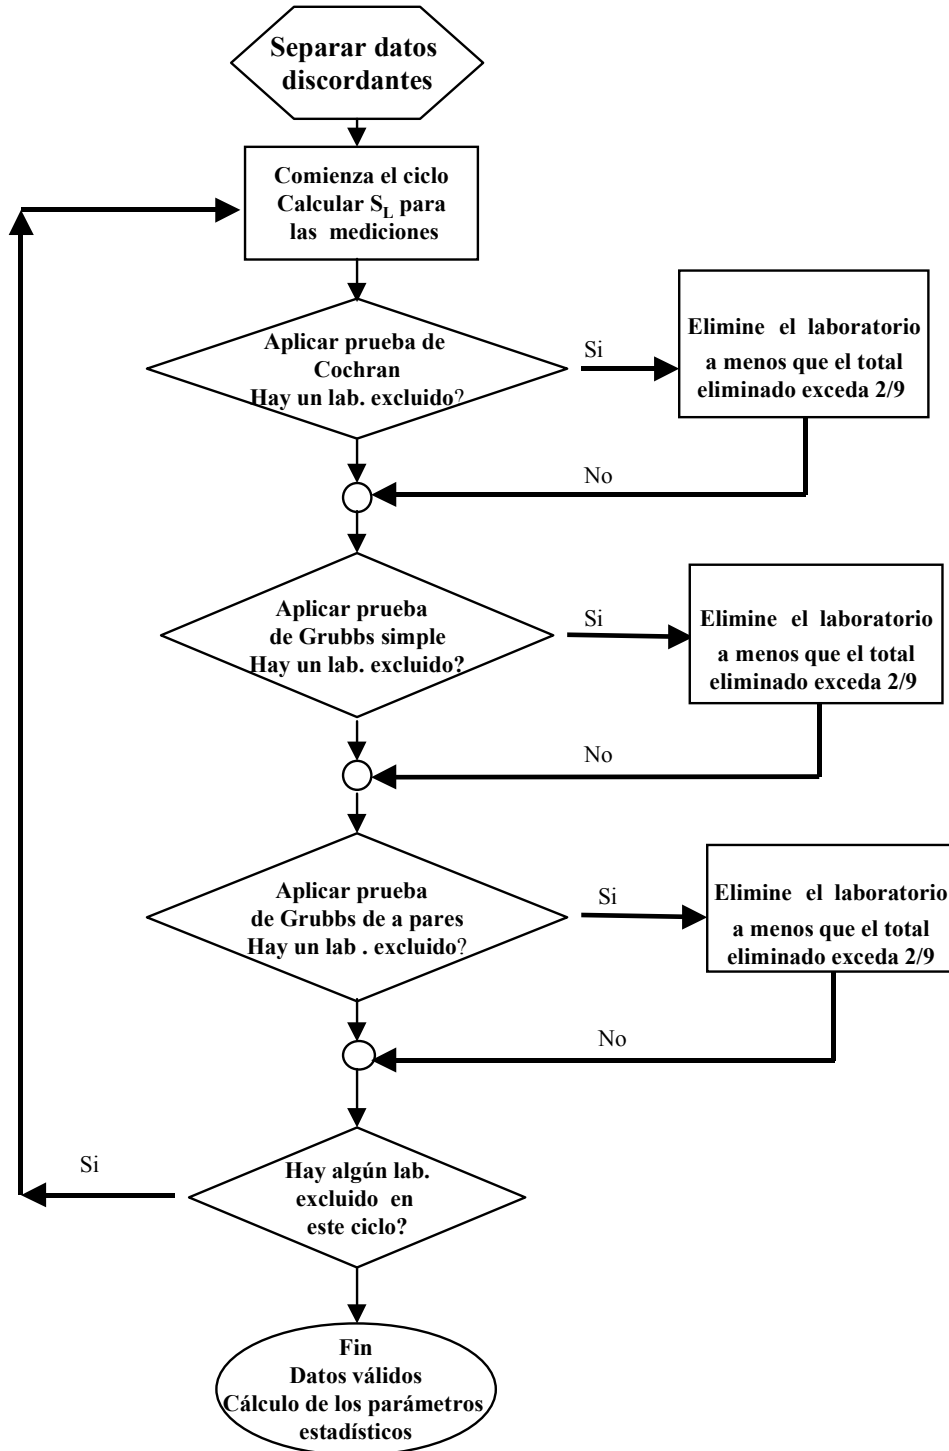 Separar datos
discordantes
Comienza el ciclo
Calcular SL para
las mediciones
Aplicar prueba de
Cochran
Hay un lab. excluido?
Si
Elimine el laboratorio
a menos que el total
eliminado exceda 2/9
No
Aplicar prueba
de Grubbs simple
Hay un lab. excluido?
Si
Elimine el laboratorio
a menos que el total
eliminado exceda 2/9
No
Aplicar prueba
de Grubbs de a pares
Hay un lab . excluido?
Si
Elimine el laboratorio
a menos que el total
eliminado exceda 2/9
No
Si
Hay algún lab.
excluido en
este ciclo?
Fin
Datos válidos
Cálculo de los parámetros
estadísticos